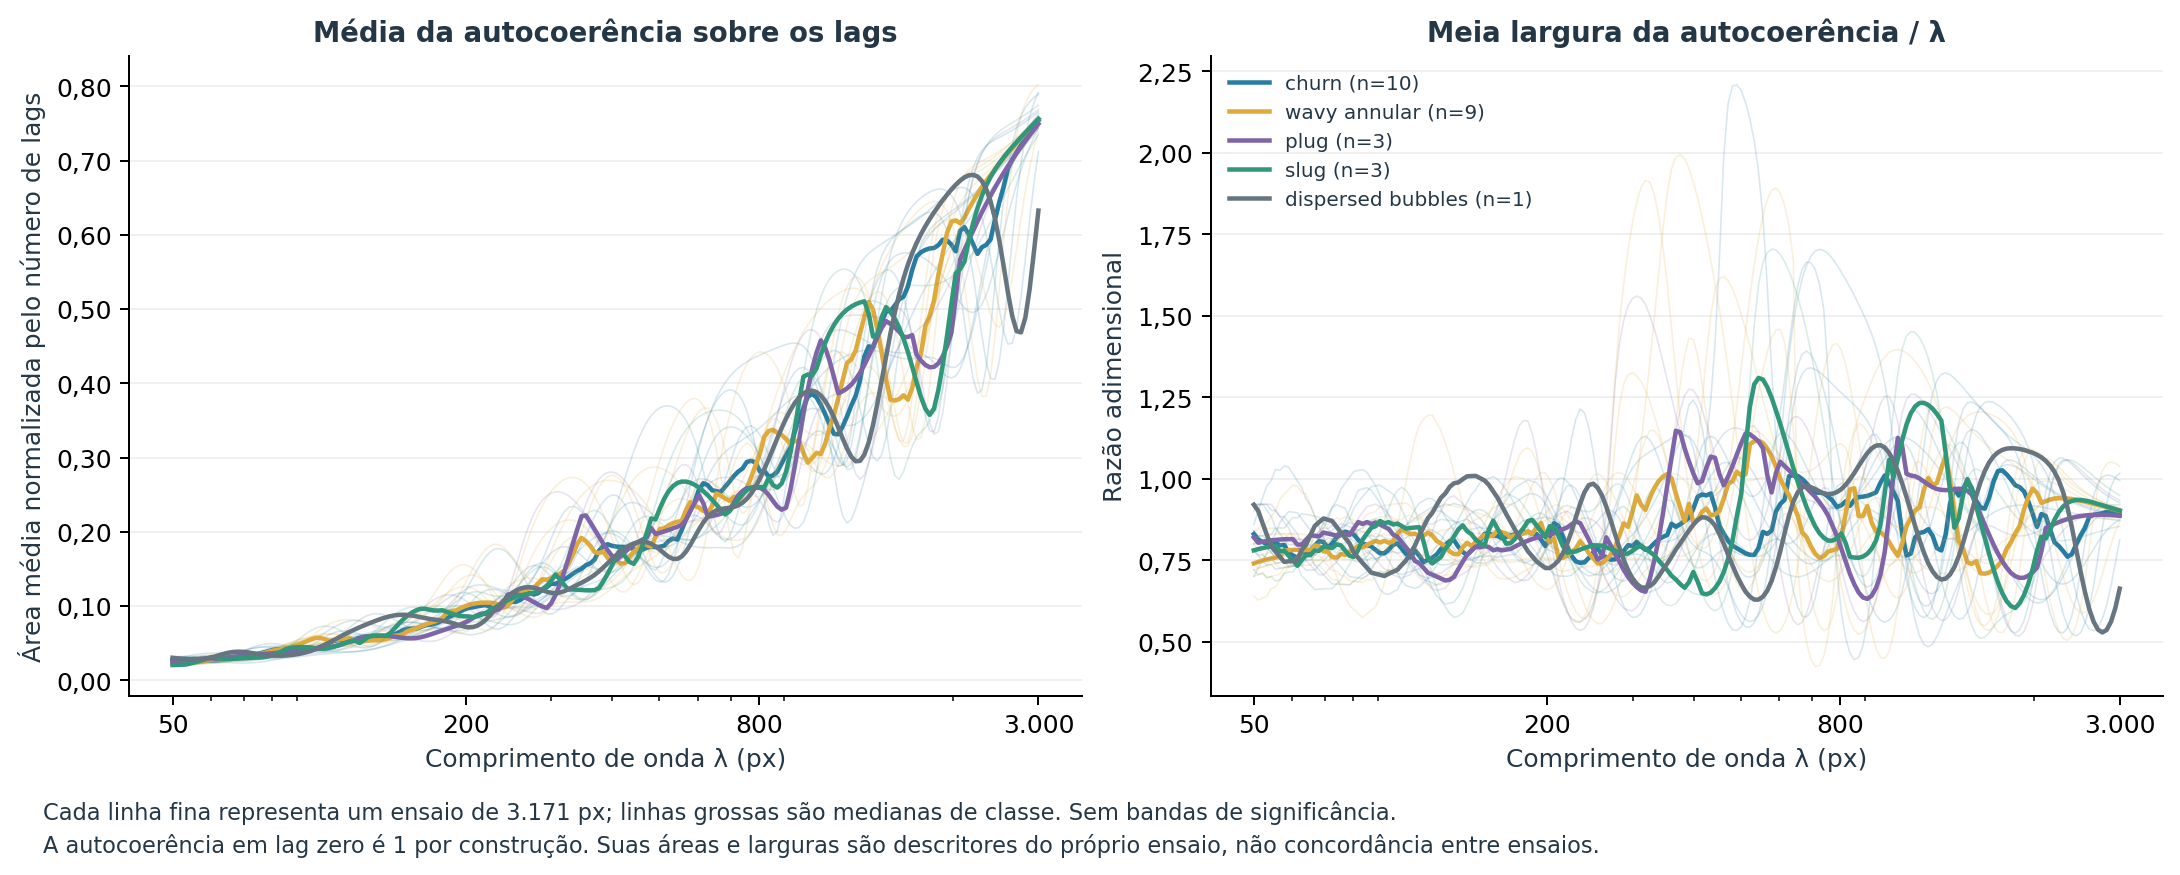 Média da autocoerência sobre os lags
Área média normalizada pelo número de lags
0,80
0,70
0,60
0,50
0,40
0,30
0,20
0,10
0,00
50
200
800
3.000
Comprimento de onda λ (px)
Meia largura da autocoerência / λ
Razão adimensional
2,25
2,00
1,75
1,50
1,25
1,00
0,75
0,50
churn (n=10)
wavy annular (n=9)
plug (n=3)
slug (n=3)
dispersed bubbles (n=1)
50
200
800
3.000
Comprimento de onda λ (px)
Cada linha fina representa um ensaio de 3.171 px; linhas grossas são medianas de classe. Sem bandas de significância.
A autocoerência em lag zero é 1 por construção. Suas áreas e larguras são descritores do próprio ensaio, não concordância entre ensaios.